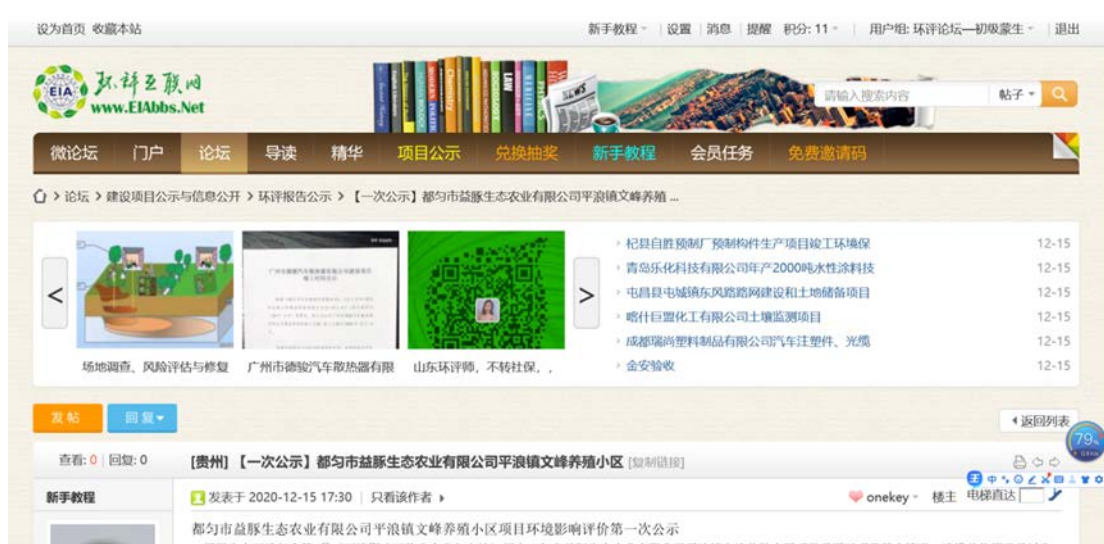 设为首页 收藏本站
新手教程 设置 消息 提醒 积分: 11 用户组: 环评论坛—初级蒙生 退出
EIA 环评互联网
www.EIAbbs.Net
请输入搜索内容 帖子
微论坛 门户 论坛 导读 精华 项目公示 兑换抽奖 新手教程 会员任务 免费邀请码
论坛 > 建设项目公示与信息公开 > 环评报告公示 > 【一次公示】都匀市益豚生态农业有限公司平浪镇文峰养殖 ...
杞县自胜预制厂预制构件生产项目竣工环境保 12-15
青岛乐化科技有限公司年产2000吨水性涂料技 12-15
屯昌县屯城镇东风路路网建设和土地储备项目 12-15
喀什巨盟化工有限公司土壤监测项目 12-15
成都瑞尚塑料制品有限公司汽车注塑件、光缆 12-15
金安验收 12-15
场地调查、风险评估与修复 广州市德骏汽车散热器有限 山东环评师，不转社保，,
发帖 回复
返回列表
79%
查看: 0 回复: 0 [贵州] 【一次公示】都匀市益豚生态农业有限公司平浪镇文峰养殖小区 [复制链接]
新手教程 发表于 2020-12-15 17:30 只看该作者 onekey 楼主 电梯直达
都匀市益豚生态农业有限公司平浪镇文峰养殖小区项目环境影响评价第一次公示